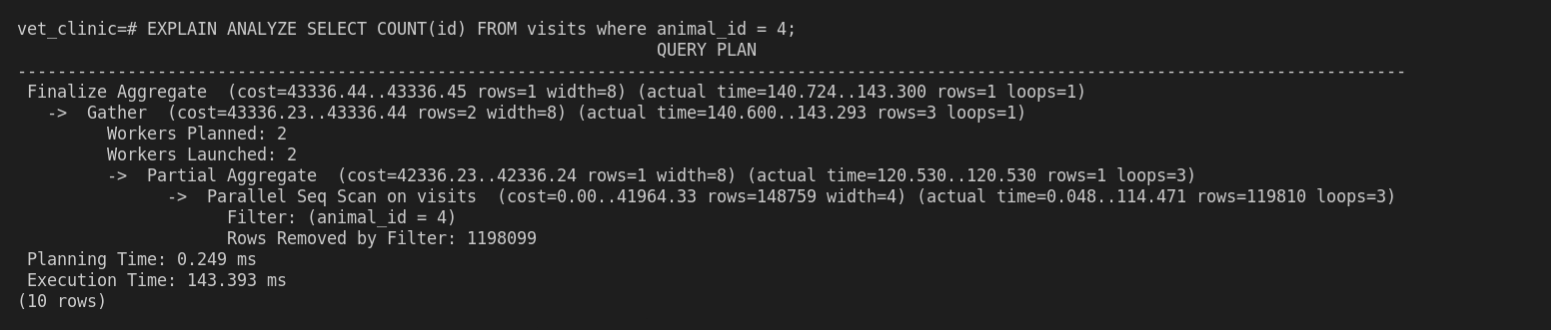 vet_clinic=# EXPLAIN ANALYZE SELECT COUNT(id) FROM visits where animal_id = 4;
QUERY PLAN
-------------------------------------------------------------------------------------------------------------------------------------------
Finalize Aggregate  (cost=43336.44..43336.45 rows=1 width=8) (actual time=140.724..143.300 rows=1 loops=1)
->  Gather  (cost=43336.23..43336.44 rows=2 width=8) (actual time=140.600..143.293 rows=3 loops=1)
Workers Planned: 2
Workers Launched: 2
->  Partial Aggregate  (cost=42336.23..42336.24 rows=1 width=8) (actual time=120.530..120.530 rows=1 loops=3)
->  Parallel Seq Scan on visits  (cost=0.00..41964.33 rows=148759 width=4) (actual time=0.048..114.471 rows=119810 loops=3)
Filter: (animal_id = 4)
Rows Removed by Filter: 1198099
Planning Time: 0.249 ms
Execution Time: 143.393 ms
(10 rows)